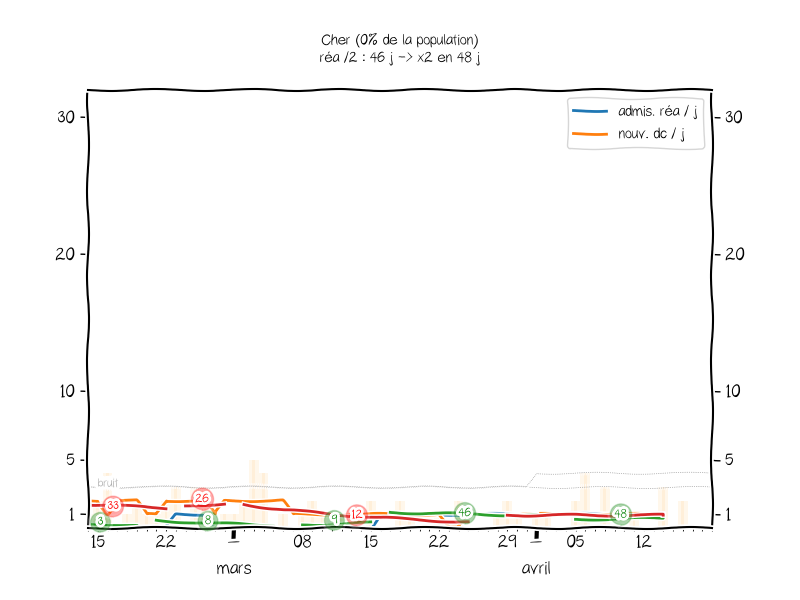 Cher (0% de la population)
réa /2 : 46 j -> x2 en 48 j
admis. réa / j
nouv. dc / j
30 30
20 20
10 10
5 5
1 1
bruit
3 33 8 26 9 12 46 48
15 22 1 08 15 22 29 1 05 12
mars avril